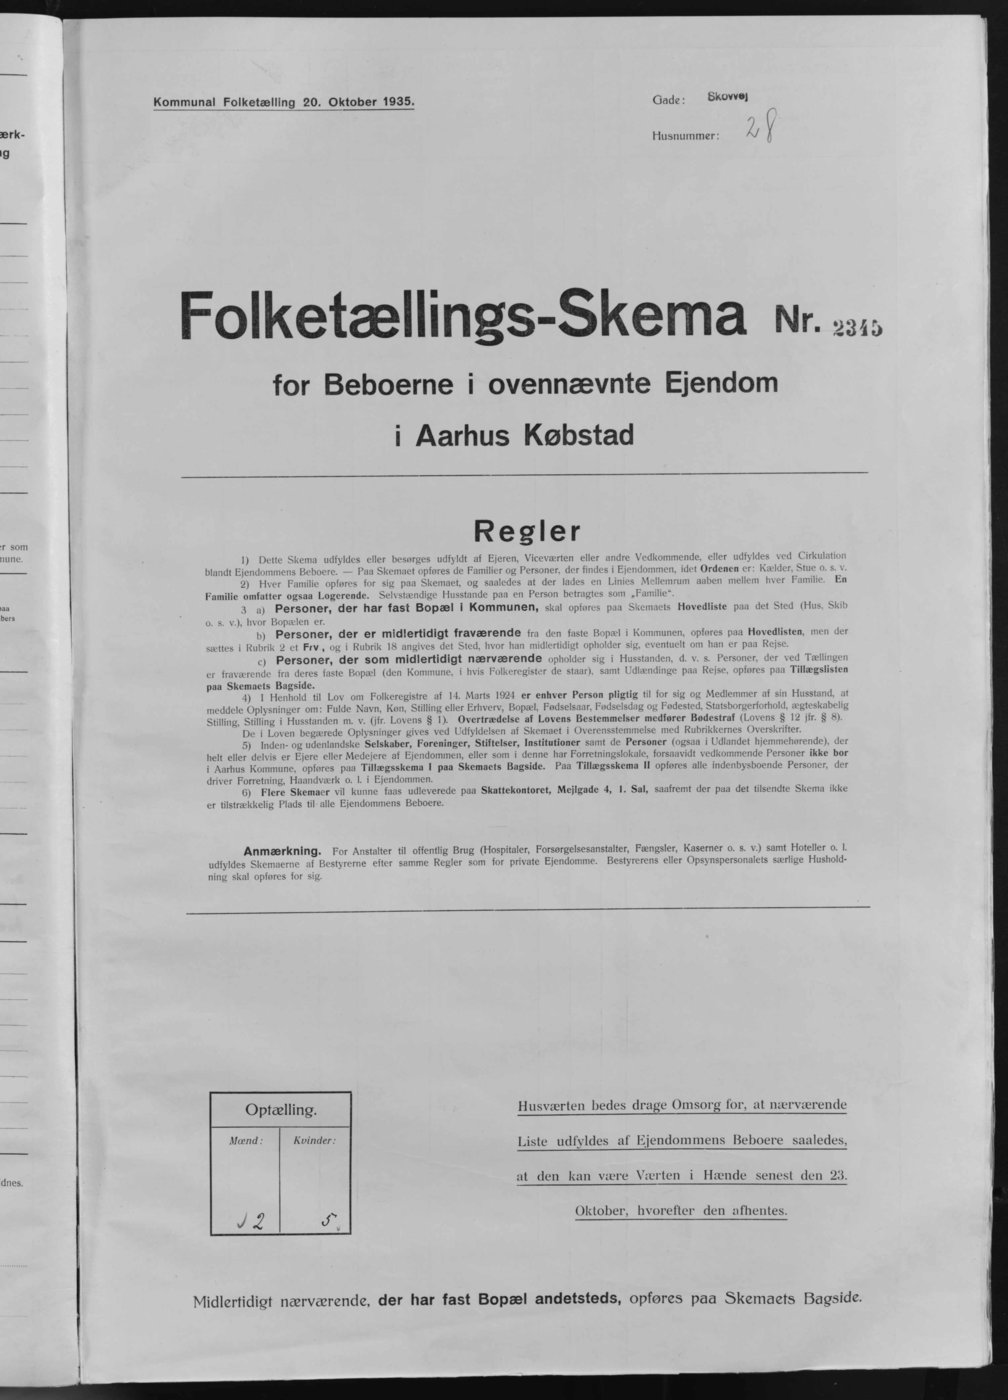 Kommunal Folketælling 20. Oktober 1935.
Gade: Skovvej
Husnummer: 28
Folketællings-Skema Nr. 2345
for Beboerne i ovennævnte Ejendom
i Aarhus Købstad
Regler
1) Dette Skema udfyldes eller besørges udfyldt af Ejeren, Viceværten eller andre Vedkommende, eller udfyldes ved Cirkulation
blandt Ejendommens Beboere. — Paa Skemaet opføres de Familier og Personer, der findes i Ejendommen, idet Ordenen er: Kælder, Stue o. s. v.
2) Hver Familie opføres for sig paa Skemaet, og saaledes at der lades en Linies Mellemrum aaben mellem hver Familie. En
Familie omfatter ogsaa Logerende. Selvstændige Husstande paa en Person betragtes som „Familie“.
3 a) Personer, der har fast Bopæl i Kommunen, skal opføres paa Skemaets Hovedliste paa det Sted (Hus, Skib
o. s. v.), hvor Bopælen er.
b) Personer, der er midlertidigt fraværende fra den faste Bopæl i Kommunen, opføres paa Hovedlisten, men der
sættes i Rubrik 2 et Frv., og i Rubrik 18 angives det Sted, hvor han midlertidigt opholder sig, eventuelt om han er paa Rejse.
c) Personer, der som midlertidigt nærværende opholder sig i Husstanden, d. v. s. Personer, der ved Tællingen
er fraværende fra deres faste Bopæl (den Kommune, i hvis Folkeregister de staar), samt Udlændinge paa Rejse, opføres paa Tillægslisten
paa Skemaets Bagside.
4) I Henhold til Lov om Folkeregistre af 14. Marts 1924 er enhver Person pligtig til for sig og Medlemmer af sin Husstand, at
meddele Oplysninger om: Fulde Navn, Køn, Stilling eller Erhverv, Bopæl, Fødselsaar, Fødselsdag og Fødested, Statsborgerforhold, ægteskabelig
Stilling, Stilling i Husstanden m. v. (jfr. Lovens § 1). Overtrædelse af Lovens Bestemmelser medfører Bødestraf (Lovens § 12 jfr. § 8).
De i Loven begærede Oplysninger gives ved Udfyldelsen af Skemaet i Overensstemmelse med Rubrikkernes Overskrifter.
5) Inden- og udenlandske Selskaber, Foreninger, Stiftelser, Institutioner samt de Personer (ogsaa i Udlandet hjemmehørende), der
helt eller delvis er Ejere eller Medejere af Ejendommen, eller som i denne har Forretningslokale, forsaavidt vedkommende Personer ikke bor
i Aarhus Kommune, opføres paa Tillægsskema I paa Skemaets Bagside. Paa Tillægsskema II opføres alle indenbysboende Personer, der
driver Forretning, Haandværk o. l. i Ejendommen.
6) Flere Skemaer vil kunne faas udleverede paa Skattekontoret, Mejlgade 4, 1. Sal, saafremt der paa det tilsendte Skema ikke
er tilstrækkelig Plads til alle Ejendommens Beboere.
Anmærkning. For Anstalter til offentlig Brug (Hospitaler, Forsørgelsesanstalter, Fængsler, Kaserner o. s. v.) samt Hoteller o. l.
udfyldes Skemaerne af Bestyrerne efter samme Regler som for private Ejendomme. Bestyrerens eller Opsynspersonalets særlige Hushold-
ning skal opføres for sig.
Optælling.
Mænd: Kvinder:
2 5
Husværten bedes drage Omsorg for, at nærværende
Liste udfyldes af Ejendommens Beboere saaledes,
at den kan være Værten i Hænde senest den 23.
Oktober, hvorefter den afhentes.
Midlertidigt nærværende, der har fast Bopæl andetsteds, opføres paa Skemaets Bagside.